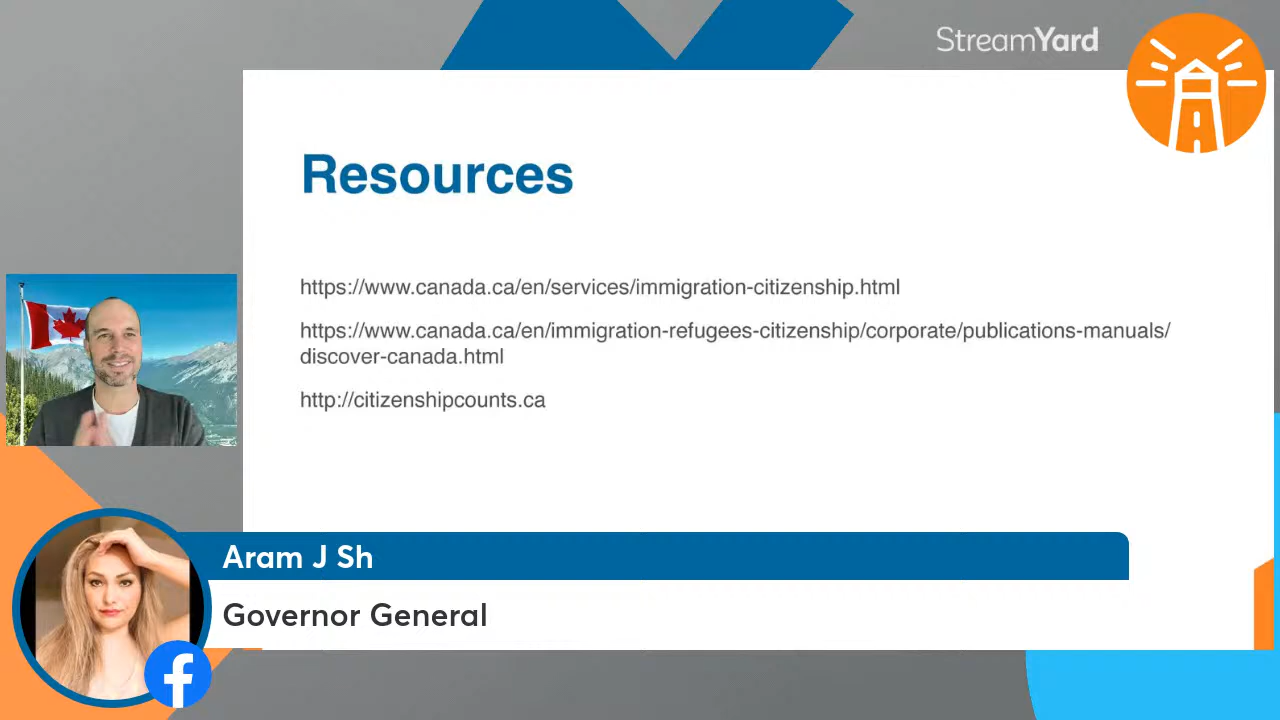 StreamYard
Resources
https://www.canada.ca/en/services/immigration-citizenship.html
https://www.canada.ca/en/immigration-refugees-citizenship/corporate/publications-manuals/
discover-canada.html
http://citizenshipcounts.ca
Aram J Sh
Governor General